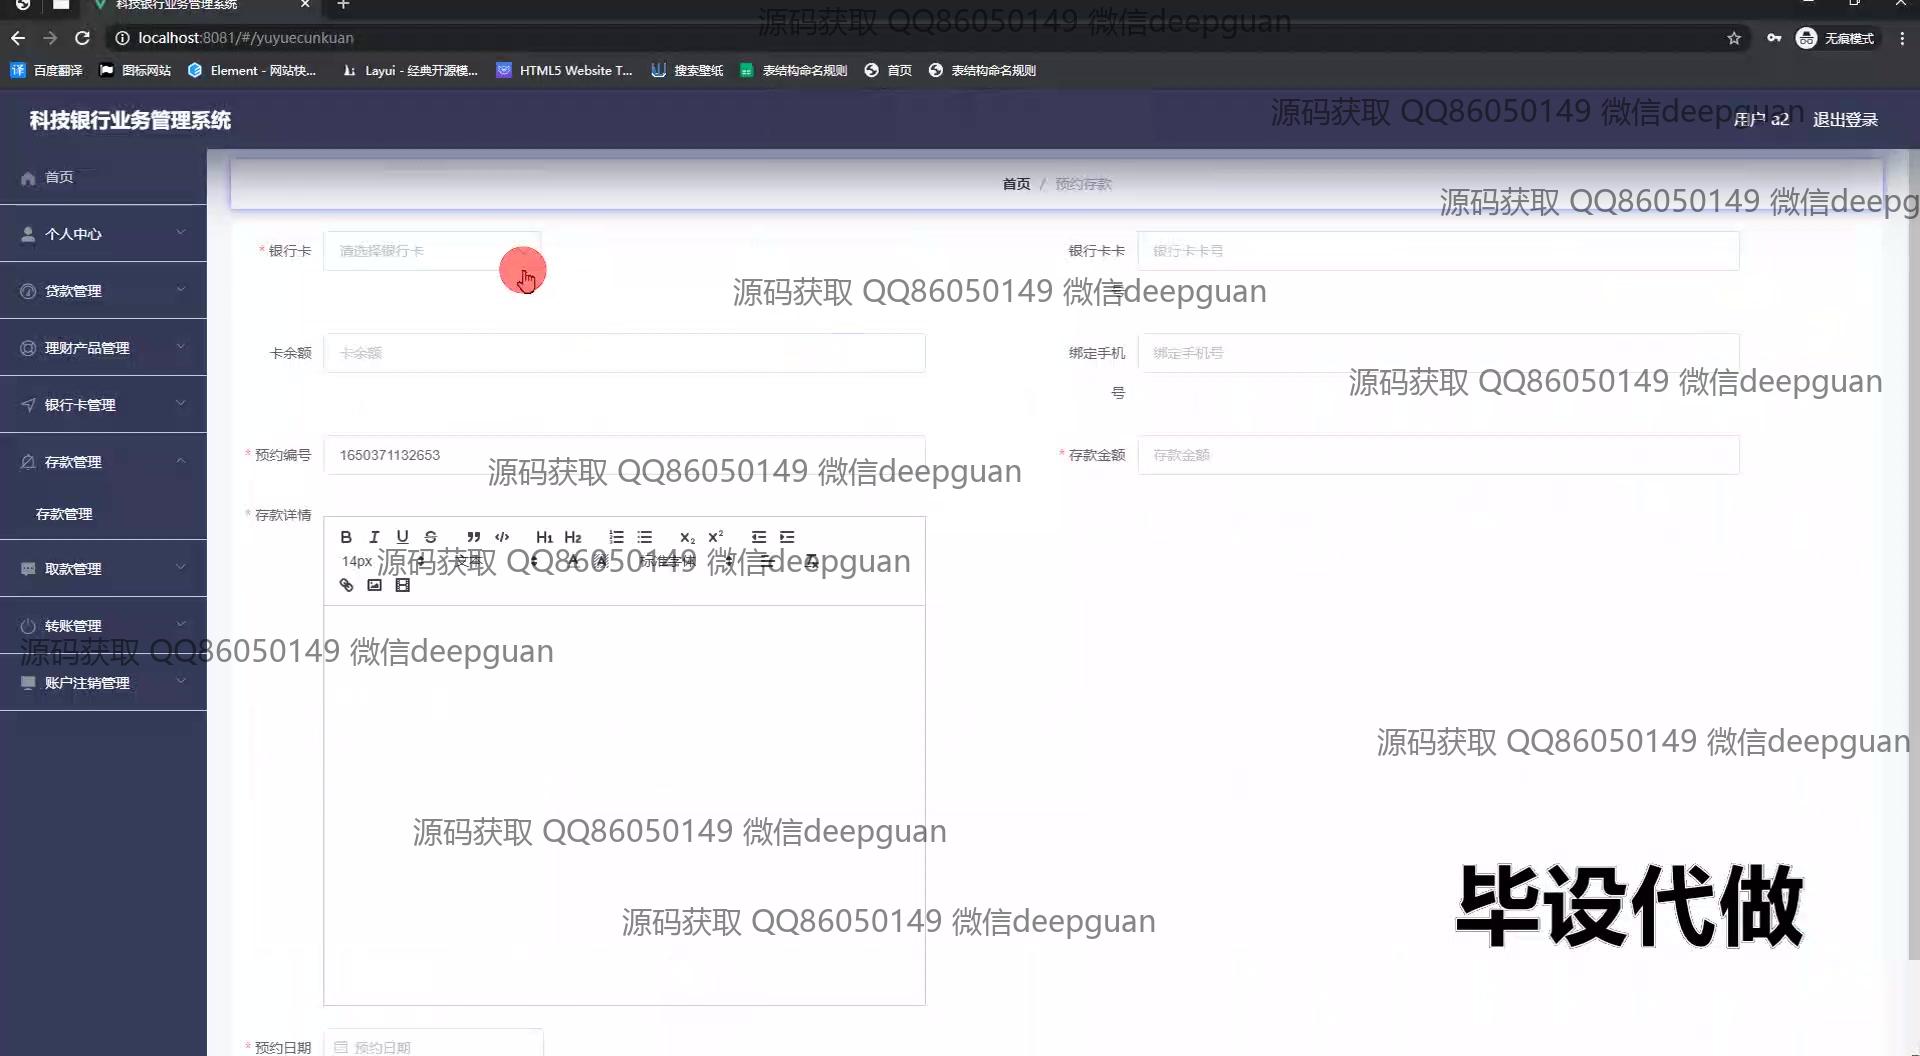 科技银行业务管理系统
源码获取 QQ86050149 微信deepguan
localhost:8081/#/yuyuecunkuan
无痕模式
百度翻译 图标网站 Element - 网站快... Layui - 经典开源模... HTML5 Website T... 搜索壁纸 表结构命名规则 首页 表结构命名规则
科技银行业务管理系统
源码获取 QQ86050149 微信deepguan
用户 a2 退出登录
首页
首页 / 预约存款
源码获取 QQ86050149 微信deepg
个人中心
* 银行卡 请选择银行卡
银行卡卡号 银行卡卡号
贷款管理
源码获取 QQ86050149 微信deepguan
理财产品管理
卡余额 卡余额
绑定手机号 绑定手机号
源码获取 QQ86050149 微信deepguan
银行卡管理
* 预约编号 1650371132653
* 存款金额 存款金额
存款管理
源码获取 QQ86050149 微信deepguan
存款管理
* 存款详情
B I U S ” </> H1 H2 X2 X2
14px 文本 标准字体
源码获取 QQ86050149 微信deepguan
取款管理
转账管理
源码获取 QQ86050149 微信deepguan
账户注销管理
源码获取 QQ86050149 微信deepguan
源码获取 QQ86050149 微信deepguan
毕设代做
源码获取 QQ86050149 微信deepguan
* 预约日期 预约日期